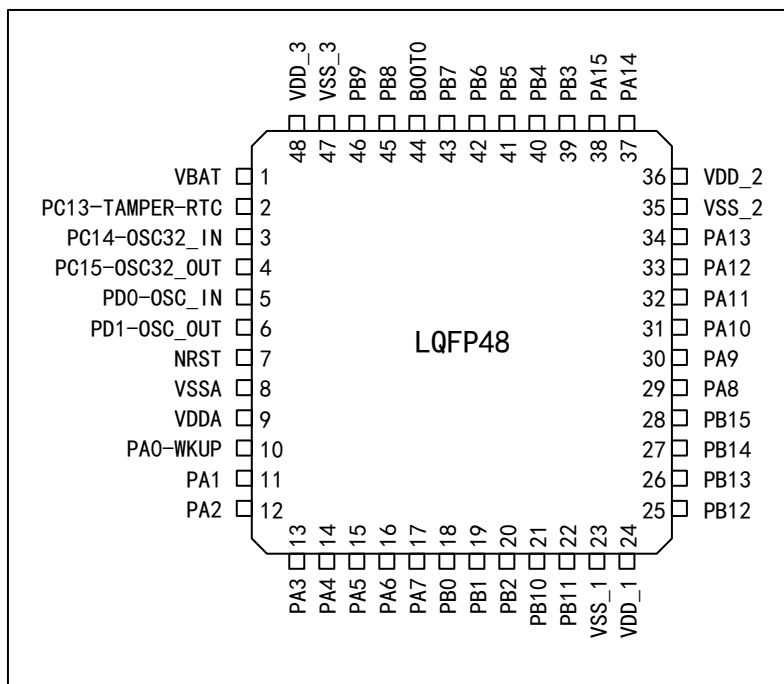 VDD_3
VSS_3
PB9
PB8
BOOT0
PB7
PB6
PB5
PB4
PB3
PA15
PA14
48 47 46 45 44 43 42 41 40 39 38 37
VBAT 1 36 VDD_2
PC13-TAMPER-RTC 2 35 VSS_2
PC14-OSC32_IN 3 34 PA13
PC15-OSC32_OUT 4 33 PA12
PD0-OSC_IN 5 32 PA11
PD1-OSC_OUT 6 31 PA10
LQFP48
NRST 7 30 PA9
VSSA 8 29 PA8
VDDA 9 28 PB15
PA0-WKUP 10 27 PB14
PA1 11 26 PB13
PA2 12 25 PB12
13 14 15 16 17 18 19 20 21 22 23 24
PA3
PA4
PA5
PA6
PA7
PB0
PB1
PB2
PB10
PB11
VSS_1
VDD_1